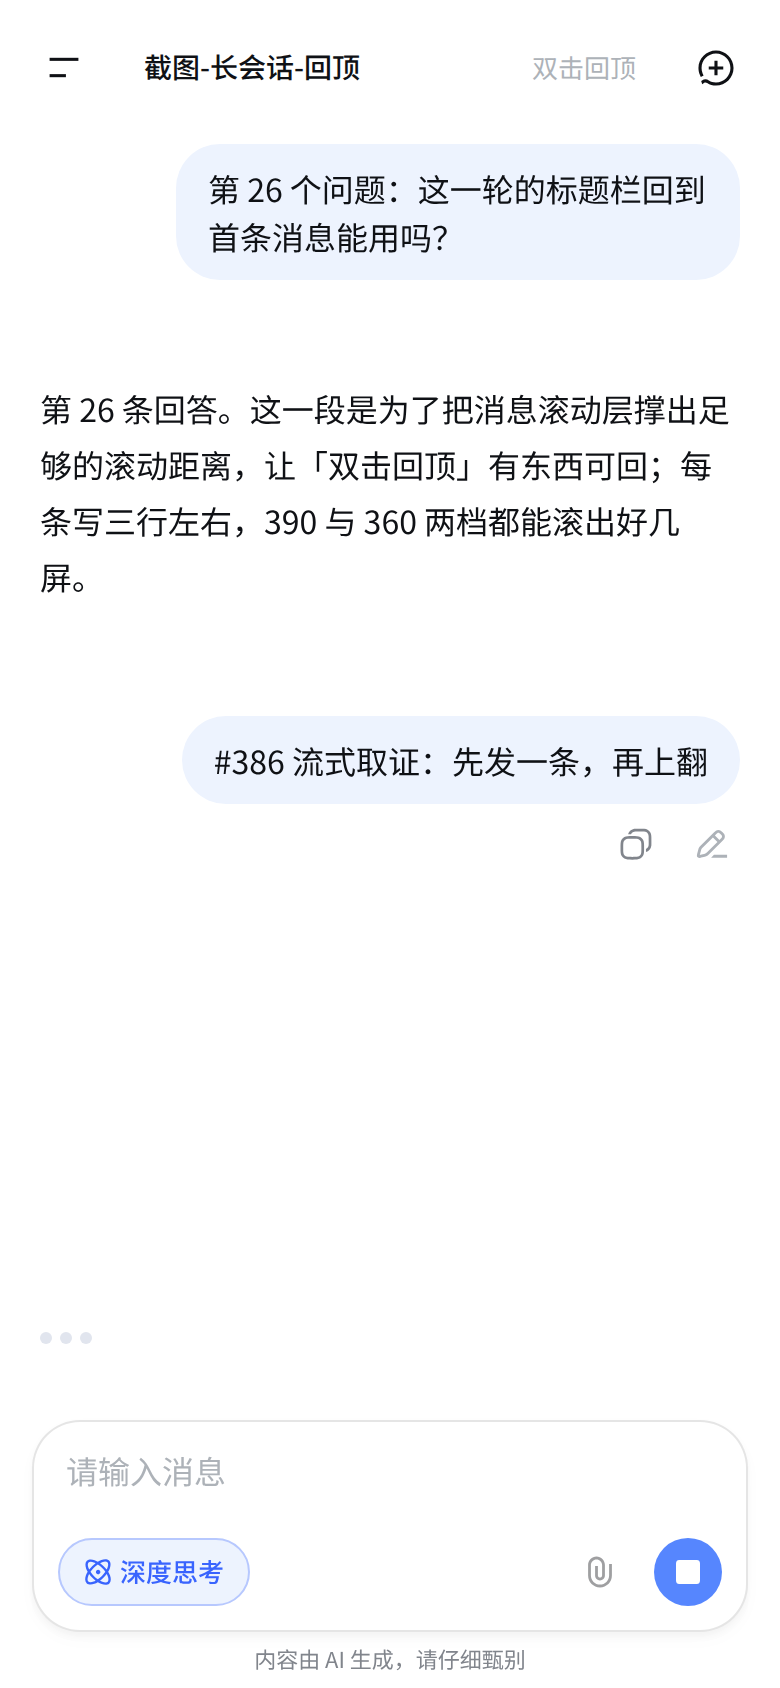 截图-长会话-回顶
双击回顶
第 26 个问题：这一轮的标题栏回到
首条消息能用吗？
第 26 条回答。这一段是为了把消息滚动层撑出足
够的滚动距离，让「双击回顶」有东西可回；每
条写三行左右，390 与 360 两档都能滚出好几
屏。
#386 流式取证：先发一条，再上翻
请输入消息
深度思考
内容由 AI 生成，请仔细甄别